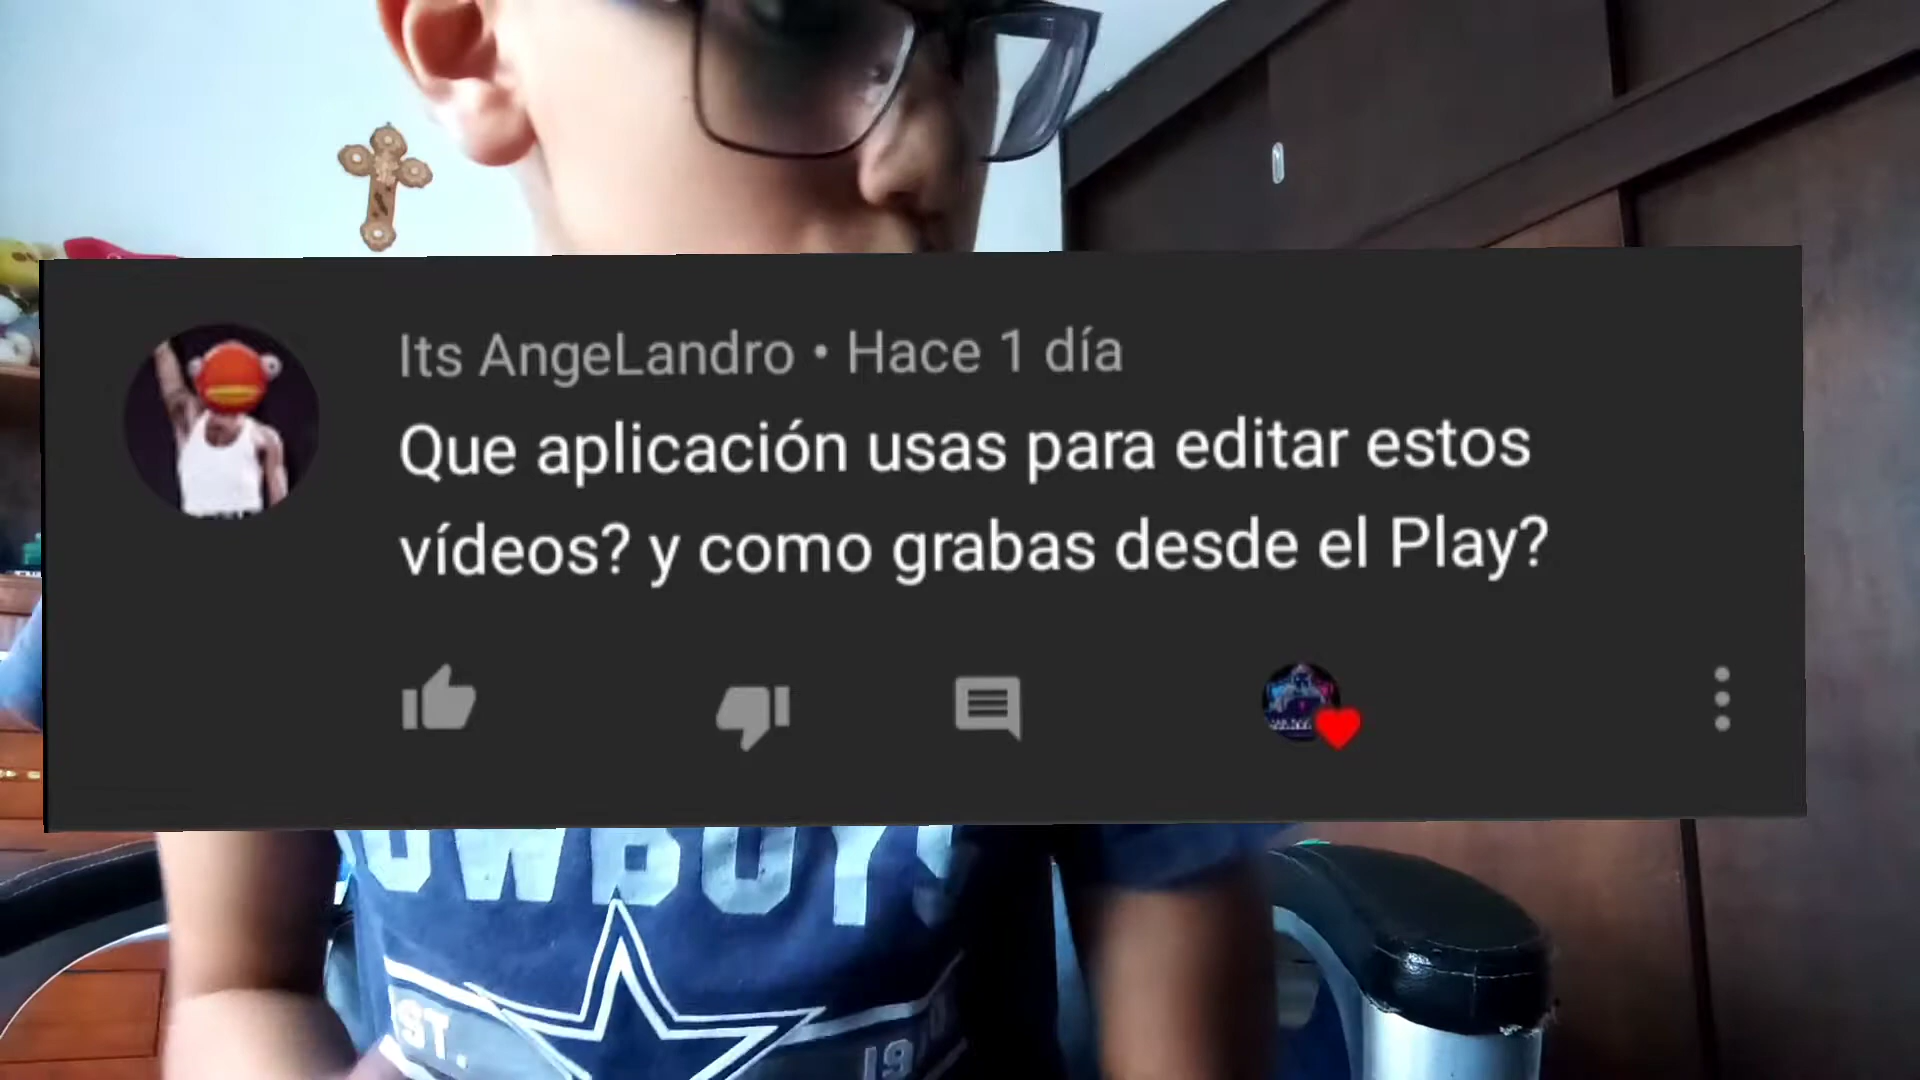 Its AngeLandro • Hace 1 día
Que aplicación usas para editar estos
vídeos? y como grabas desde el Play?
OWBOYS
ST.
19